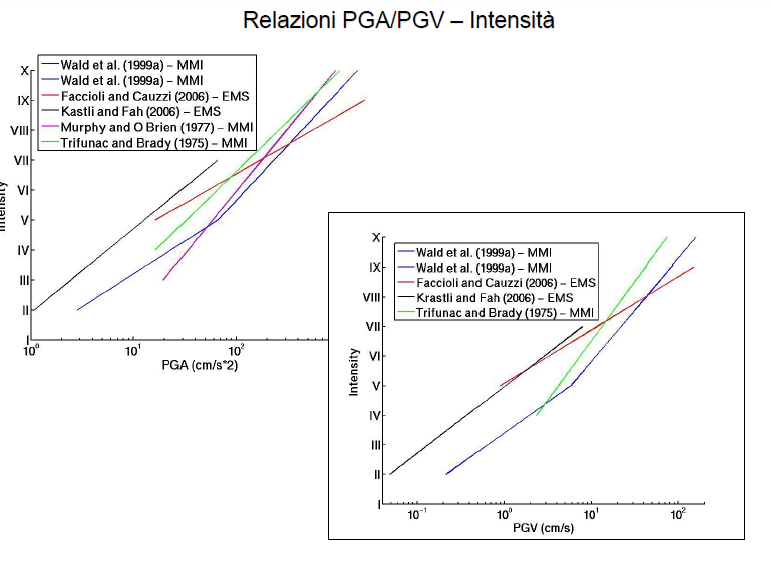 Relazioni PGA/PGV – Intensità
Wald et al. (1999a) – MMI
Wald et al. (1999a) – MMI
Faccioli and Cauzzi (2006) – EMS
Kastli and Fah (2006) – EMS
Murphy and O Brien (1977) – MMI
Trifunac and Brady (1975) – MMI
X
IX
VIII
VII
VI
V
IV
III
II
I
Intensity
10^0
10^1
10^2
PGA (cm/s*2)
Wald et al. (1999a) – MMI
Wald et al. (1999a) – MMI
Faccioli and Cauzzi (2006) – EMS
Krastli and Fah (2006) – EMS
Trifunac and Brady (1975) – MMI
X
IX
VIII
VII
VI
V
IV
III
II
I
Intensity
10^−1
10^0
10^1
10^2
PGV (cm/s)